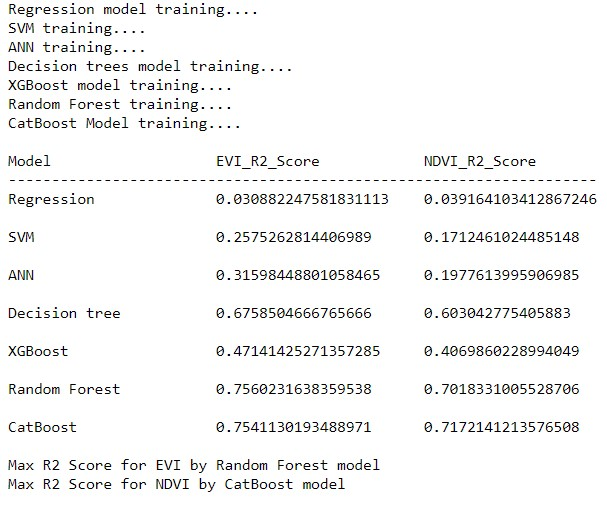 Regression model training....
SVM training....
ANN training....
Decision trees model training....
XGBoost model training....
Random Forest training....
CatBoost Model training....
Model EVI_R2_Score NDVI_R2_Score
----------------------------------------------------------------
Regression 0.030882247581831113 0.039164103412867246
SVM 0.2575262814406989 0.1712461024485148
ANN 0.31598448801058465 0.1977613995906985
Decision tree 0.6758504666765666 0.603042775405883
XGBoost 0.47141425271357285 0.4069860228994049
Random Forest 0.7560231638359538 0.7018331005528706
CatBoost 0.7541130193488971 0.7172141213576508
Max R2 Score for EVI by Random Forest model
Max R2 Score for NDVI by CatBoost model